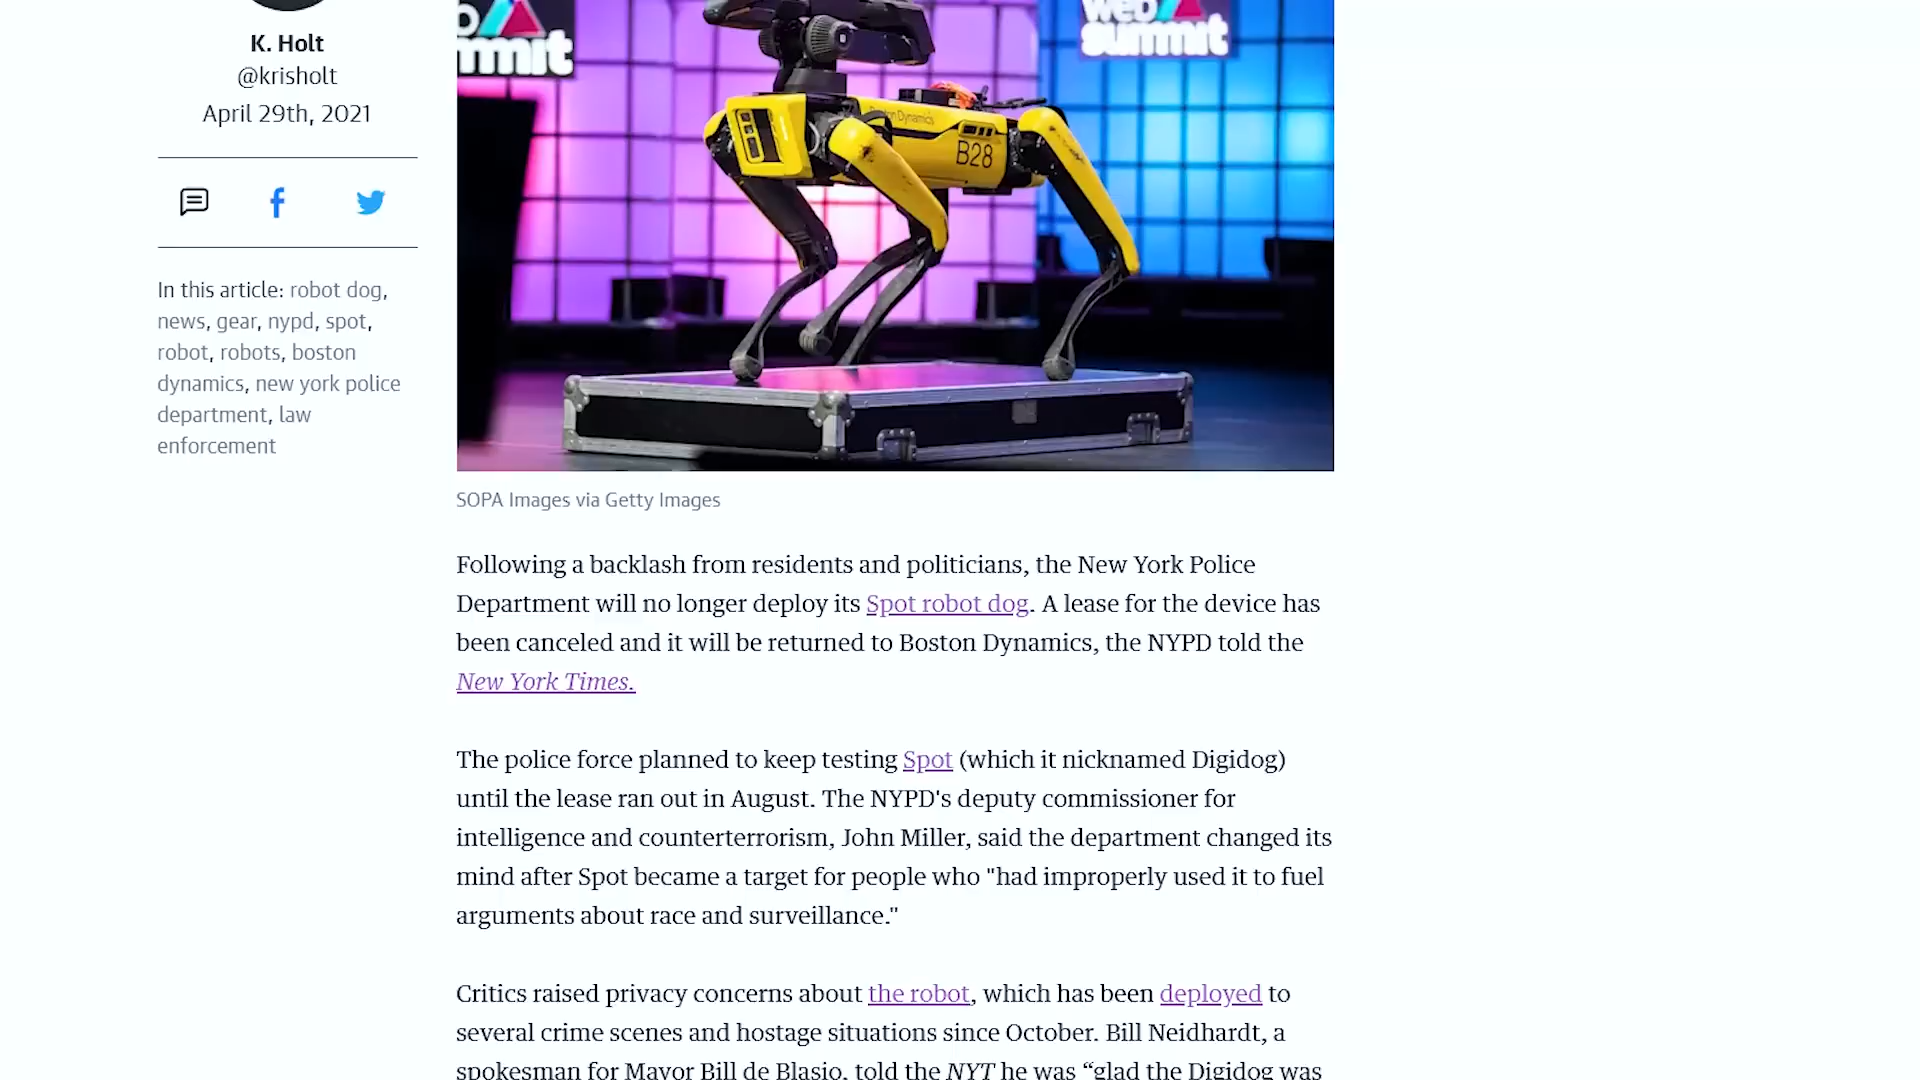 K. Holt
@krisholt
April 29th, 2021
In this article: robot dog,
news, gear, nypd, spot,
robot, robots, boston
dynamics, new york police
department, law
enforcement
mmit
web
summit
Dynamics
B28
SOPA Images via Getty Images
Following a backlash from residents and politicians, the New York Police
Department will no longer deploy its Spot robot dog. A lease for the device has
been canceled and it will be returned to Boston Dynamics, the NYPD told the
New York Times.
The police force planned to keep testing Spot (which it nicknamed Digidog)
until the lease ran out in August. The NYPD's deputy commissioner for
intelligence and counterterrorism, John Miller, said the department changed its
mind after Spot became a target for people who "had improperly used it to fuel
arguments about race and surveillance."
Critics raised privacy concerns about the robot, which has been deployed to
several crime scenes and hostage situations since October. Bill Neidhardt, a
spokesman for Mayor Bill de Blasio, told the NYT he was “glad the Digidog was